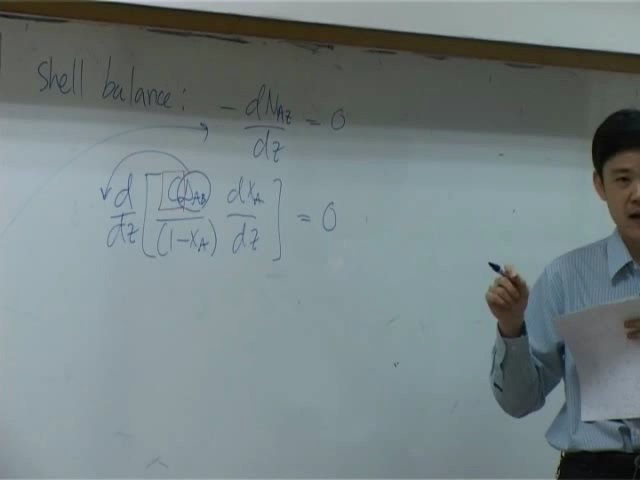 shell balance: - dN_AZ/dz = 0
d/dz [ CD_AB/(1-x_A) dx_A/dz ] = 0